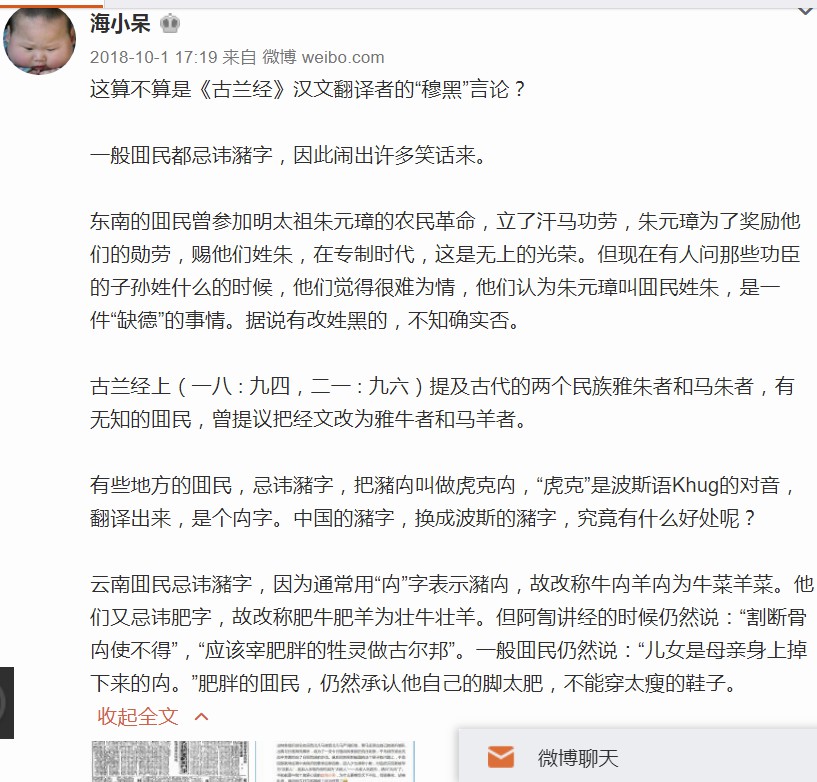 海小呆
2018-10-1 17:19 来自 微博 weibo.com
这算不算是《古兰经》汉文翻译者的“穆黑”言论？
一般囬民都忌讳瀦字，因此闹出许多笑话来。
东南的囬民曾参加明太祖朱元璋的农民革命，立了汗马功劳，朱元璋为了奖励他
们的勋劳，赐他们姓朱，在专制时代，这是无上的光荣。但现在有人问那些功臣
的子孙姓什么的时候，他们觉得很难为情，他们认为朱元璋叫囬民姓朱，是一
件“缺德”的事情。据说有改姓黑的，不知确实否。
古兰经上（一八：九四，二一：九六）提及古代的两个民族雅朱者和马朱者，有
无知的囬民，曾提议把经文改为雅牛者和马羊者。
有些地方的囬民，忌讳瀦字，把瀦禸叫做虎克禸，“虎克”是波斯语Khug的对音，
翻译出来，是个禸字。中国的瀦字，换成波斯的瀦字，究竟有什么好处呢？
云南囬民忌讳瀦字，因为通常用“禸”字表示瀦禸，故改称牛禸羊禸为牛菜羊菜。他
们又忌讳肥字，故改称肥牛肥羊为壮牛壮羊。但阿訇讲经的时候仍然说：“割断骨
禸使不得”，“应该宰肥胖的牲灵做古尔邦”。一般囬民仍然说：“儿女是母亲身上掉
下来的禸。”肥胖的囬民，仍然承认他自己的脚太肥，不能穿太瘦的鞋子。
收起全文
微博聊天